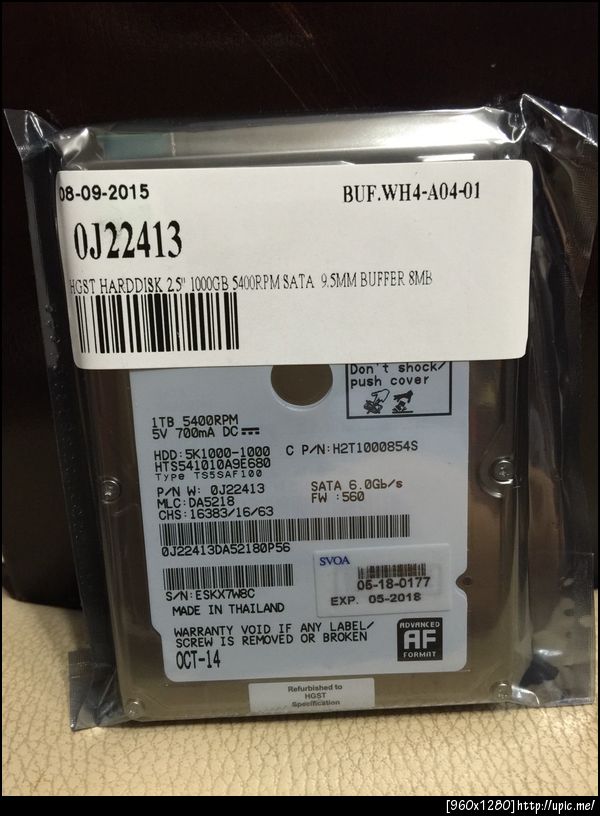 08-09-2015 BUF.WH4-A04-01
0J22413
HGST HARDDISK 2.5" 1000GB 5400RPM SATA 9.5MM BUFFER 8MB
Don't shock/
push cover
1TB 5400RPM
5V 700mA DC
HDD:5K1000-1000 C P/N:H2T1000854S
HTS541010A9E680
Type TS5SAF100
P/N W: 0J22413 SATA 6.0Gb/s
MLC:DA5218 FW :560
CHS:16383/16/63
0J22413DA52180P56
SVOA
05-18-0177
EXP. 05-2018
S/N:ESKX7W8C
MADE IN THAILAND
WARRANTY VOID IF ANY LABEL/
SCREW IS REMOVED OR BROKEN
OCT-14
ADVANCED
AF
FORMAT
Refurbished to
HGST
Specification
[960x1280]http://upic.me/